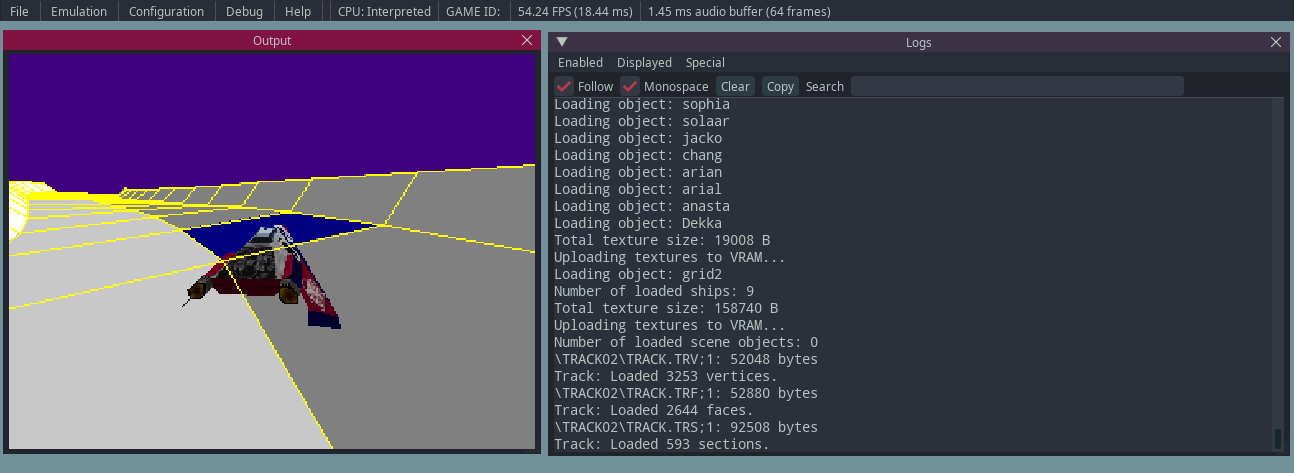 File Emulation Configuration Debug Help CPU: Interpreted GAME ID: 54.24 FPS (18.44 ms) 1.45 ms audio buffer (64 frames)
Output
Logs
Enabled Displayed Special
Follow Monospace Clear Copy Search
Loading object: sophia
Loading object: solaar
Loading object: jacko
Loading object: chang
Loading object: arian
Loading object: arial
Loading object: anasta
Loading object: Dekka
Total texture size: 19008 B
Uploading textures to VRAM...
Loading object: grid2
Number of loaded ships: 9
Total texture size: 158740 B
Uploading textures to VRAM...
Number of loaded scene objects: 0
\TRACK02\TRACK.TRV;1: 52048 bytes
Track: Loaded 3253 vertices.
\TRACK02\TRACK.TRF;1: 52880 bytes
Track: Loaded 2644 faces.
\TRACK02\TRACK.TRS;1: 92508 bytes
Track: Loaded 593 sections.